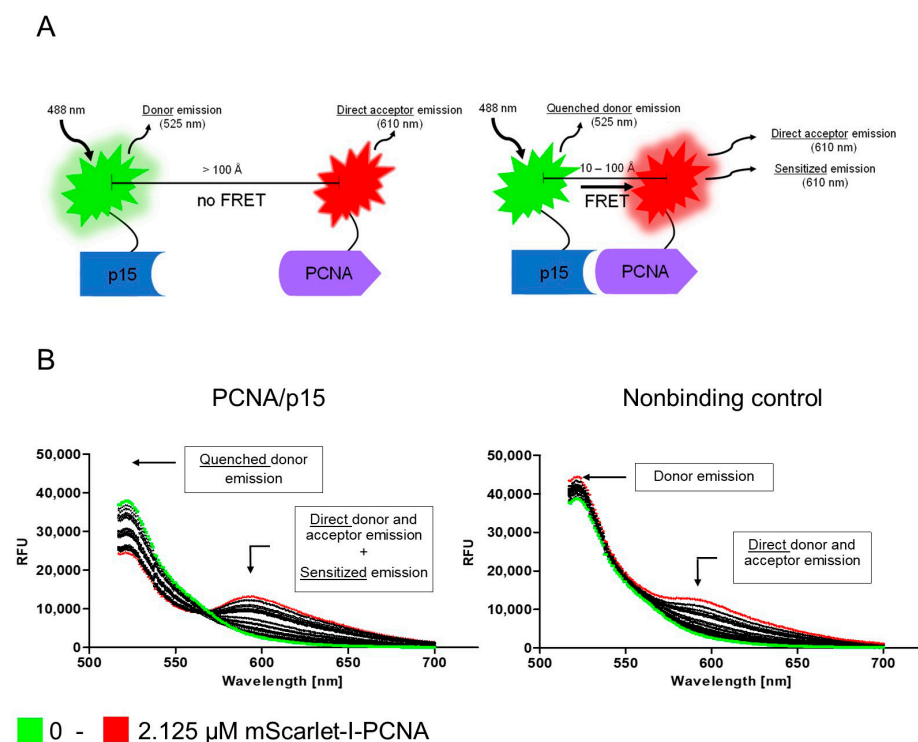 A
488 nm
Donor emission
(525 nm)
Direct acceptor emission
(610 nm)
> 100 Å
no FRET
p15
PCNA
488 nm
Quenched donor emission
(525 nm)
Direct acceptor emission
(610 nm)
Sensitized emission
(610 nm)
10 – 100 Å
FRET
p15
PCNA
B
PCNA/p15
50,000
40,000
30,000
20,000
10,000
0
RFU
Quenched donor
emission
Direct donor and
acceptor emission
+
Sensitized emission
500
550
600
650
700
Wavelength [nm]
Nonbinding control
50,000
40,000
30,000
20,000
10,000
0
RFU
Donor emission
Direct donor and
acceptor emission
500
550
600
650
700
Wavelength [nm]
0 - 2.125 µM mScarlet-I-PCNA